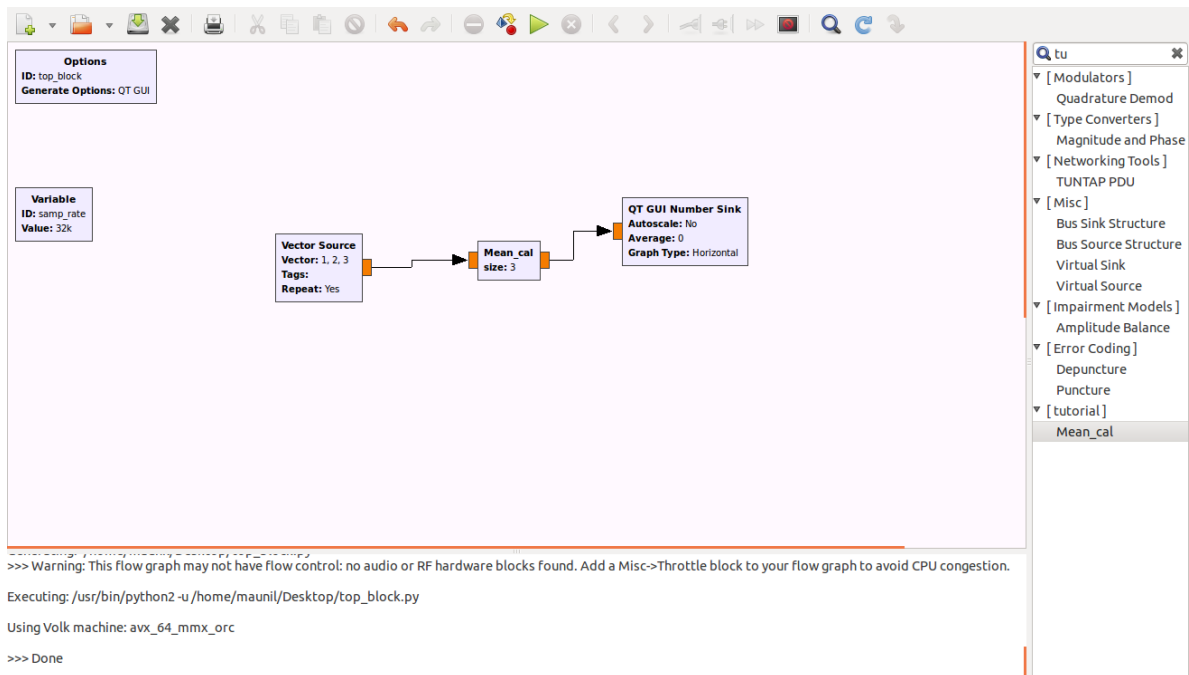 Options
ID: top_block
Generate Options: QT GUI
Variable
ID: samp_rate
Value: 32k
Vector Source
Vector: 1, 2, 3
Tags:
Repeat: Yes
Mean_cal
size: 3
QT GUI Number Sink
Autoscale: No
Average: 0
Graph Type: Horizontal
tu
[ Modulators ]
Quadrature Demod
[ Type Converters ]
Magnitude and Phase
[ Networking Tools ]
TUNTAP PDU
[ Misc ]
Bus Sink Structure
Bus Source Structure
Virtual Sink
Virtual Source
[ Impairment Models ]
Amplitude Balance
[ Error Coding ]
Depuncture
Puncture
[ tutorial ]
Mean_cal
>>> Warning: This flow graph may not have flow control: no audio or RF hardware blocks found. Add a Misc->Throttle block to your flow graph to avoid CPU congestion.
Executing: /usr/bin/python2 -u /home/maunil/Desktop/top_block.py
Using Volk machine: avx_64_mmx_orc
>>> Done